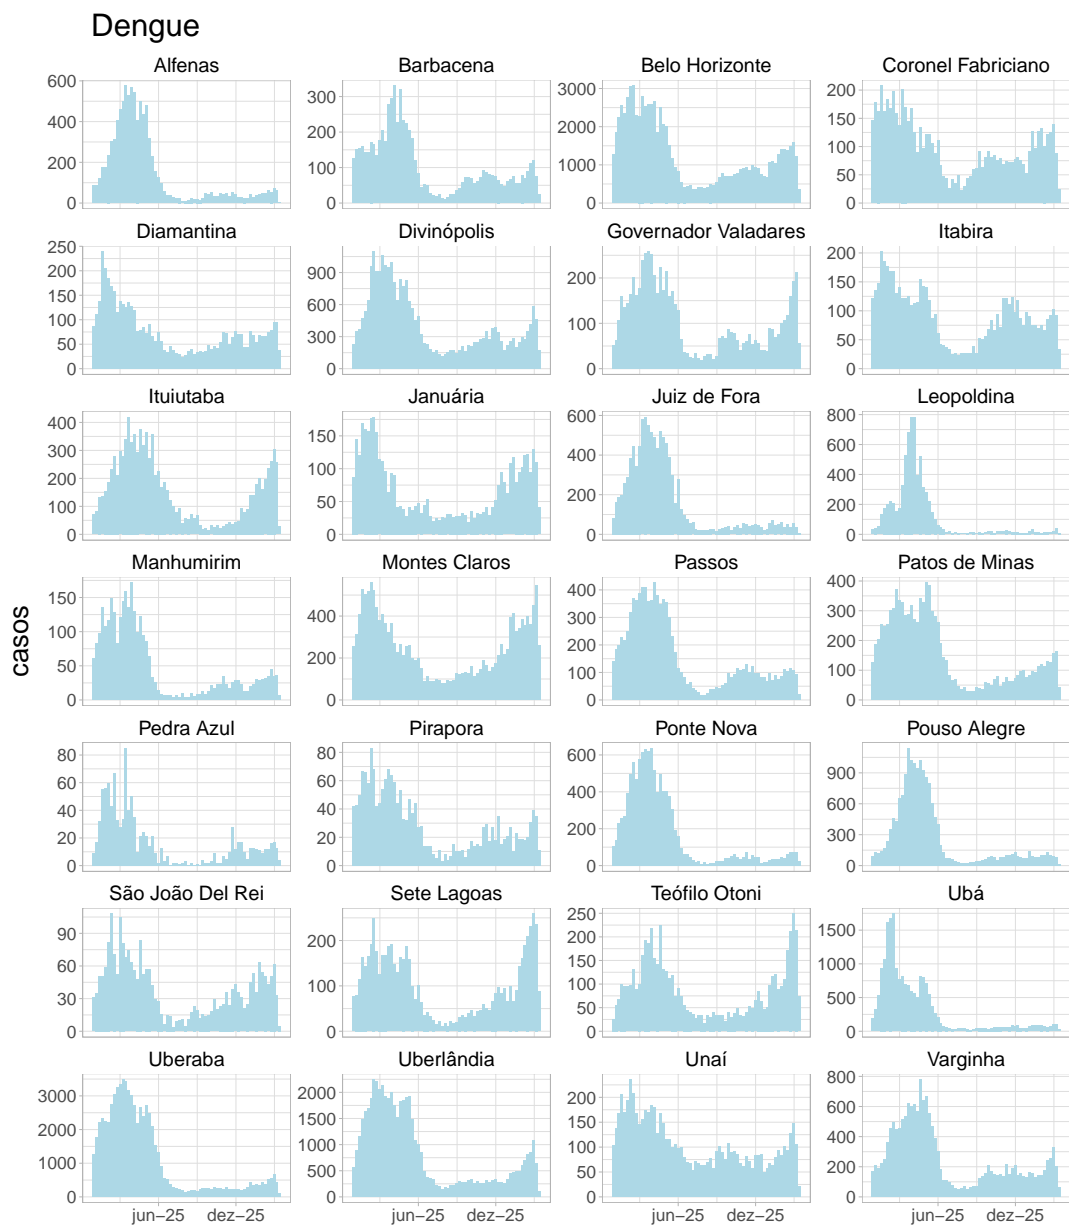 Dengue
Alfenas Barbacena Belo Horizonte Coronel Fabriciano
600 400 200 0
300 200 100 0
3000 2000 1000 0
200 150 100 50 0
Diamantina Divinópolis Governador Valadares Itabira
250 200 150 100 50 0
900 600 300 0
200 100 0
200 150 100 50 0
Ituiutaba Januária Juiz de Fora Leopoldina
400 300 200 100 0
150 100 50 0
600 400 200 0
800 600 400 200 0
Manhumirim Montes Claros Passos Patos de Minas
150 100 50 0
400 200 0
400 300 200 100 0
400 300 200 100 0
casos
Pedra Azul Pirapora Ponte Nova Pouso Alegre
80 60 40 20 0
80 60 40 20 0
600 400 200 0
900 600 300 0
São João Del Rei Sete Lagoas Teófilo Otoni Ubá
90 60 30 0
200 100 0
250 200 150 100 50 0
1500 1000 500 0
Uberaba Uberlândia Unaí Varginha
3000 2000 1000 0
2000 1500 1000 500 0
200 150 100 50 0
800 600 400 200 0
jun−25 dez−25 jun−25 dez−25 jun−25 dez−25 jun−25 dez−25